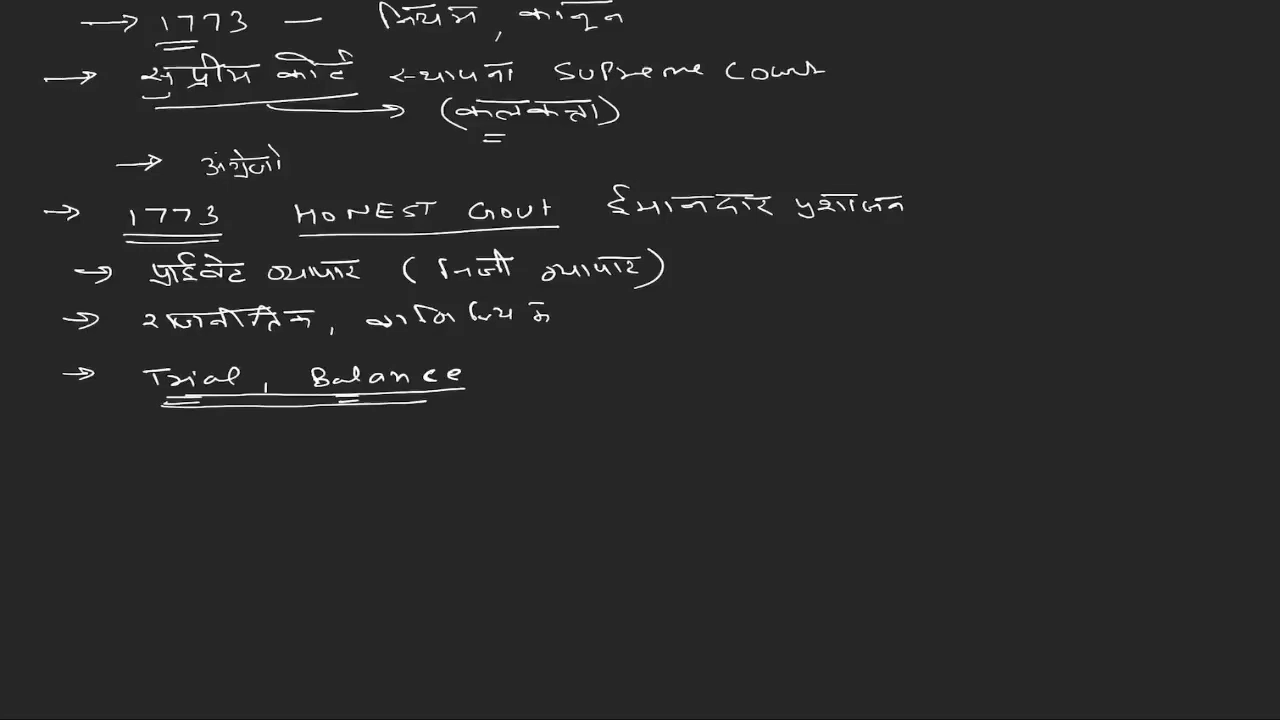 → 1773 — नियम, कानून
→ सुप्रीम कोर्ट स्थापना Supreme Court
→ (कलकत्ता)
→ अंग्रेजो
→ 1773 HONEST Govt ईमानदार प्रशासन
→ प्राईवेट व्यापार (निजी व्यापार)
→ राजनीतिक, वाणिज्यिक
→ Trial, Balance